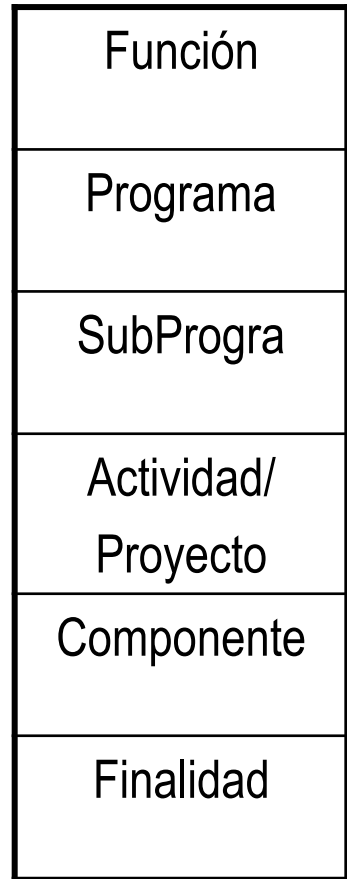 Función
Programa
SubProgra
Actividad/
Proyecto
Componente
Finalidad